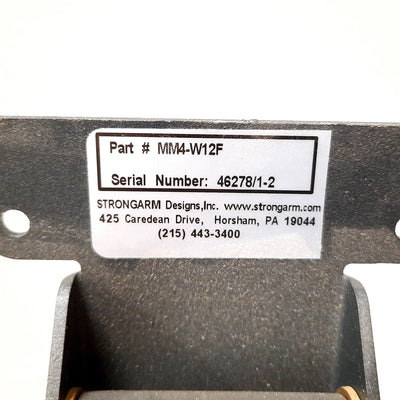 Part # MM4-W12F
Serial Number: 46278/1-2
STRONGARM Designs,Inc. www.strongarm.com
425 Caredean Drive, Horsham, PA 19044
(215) 443-3400